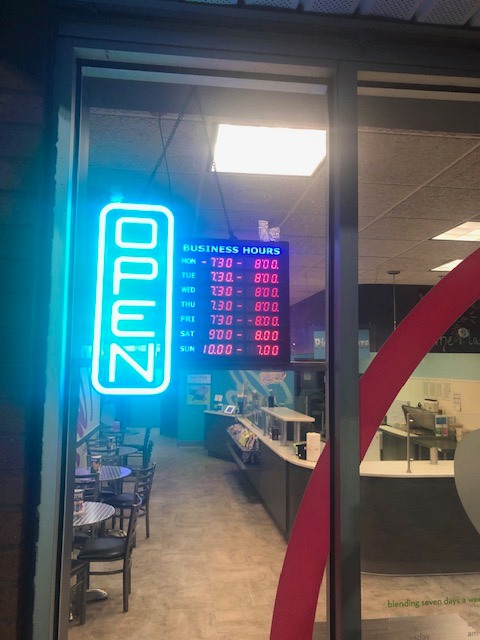 OPEN
BUSINESS HOURS
MON - 7:30 - 8:00.
TUE 7:30. - 8:00.
WED 7.30 - 8:00.
THU 7.30 - 8:00.
FRI 7:30 - -8:00.
SAT 9:00 - 8.00
SUN 10.00 - 7.00
blending seven days a